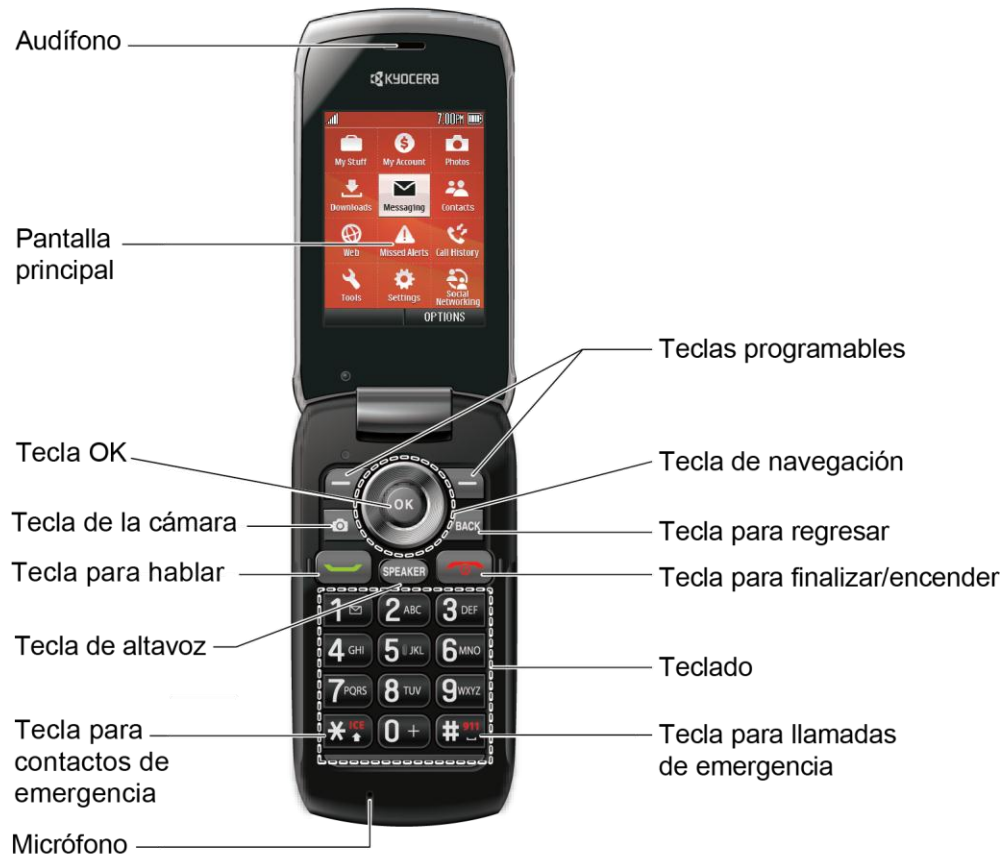 Audífono
KYOCERA
7:00PM
My Stuff
My Account
Photos
Downloads
Messaging
Contacts
Pantalla
principal
Web
Missed Alerts
Call History
Tools
Settings
Social
Networking
OPTIONS
Teclas programables
Tecla OK
Tecla de navegación
OK
Tecla de la cámara
BACK
Tecla para regresar
Tecla para hablar
SPEAKER
Tecla para finalizar/encender
1
2 ABC
3 DEF
Tecla de altavoz
4 GHI
5 JKL
6 MNO
Teclado
7 PQRS
8 TUV
9 WXYZ
Tecla para
contactos de
emergencia
* ICE
0 +
# 911
Tecla para llamadas
de emergencia
Micrófono